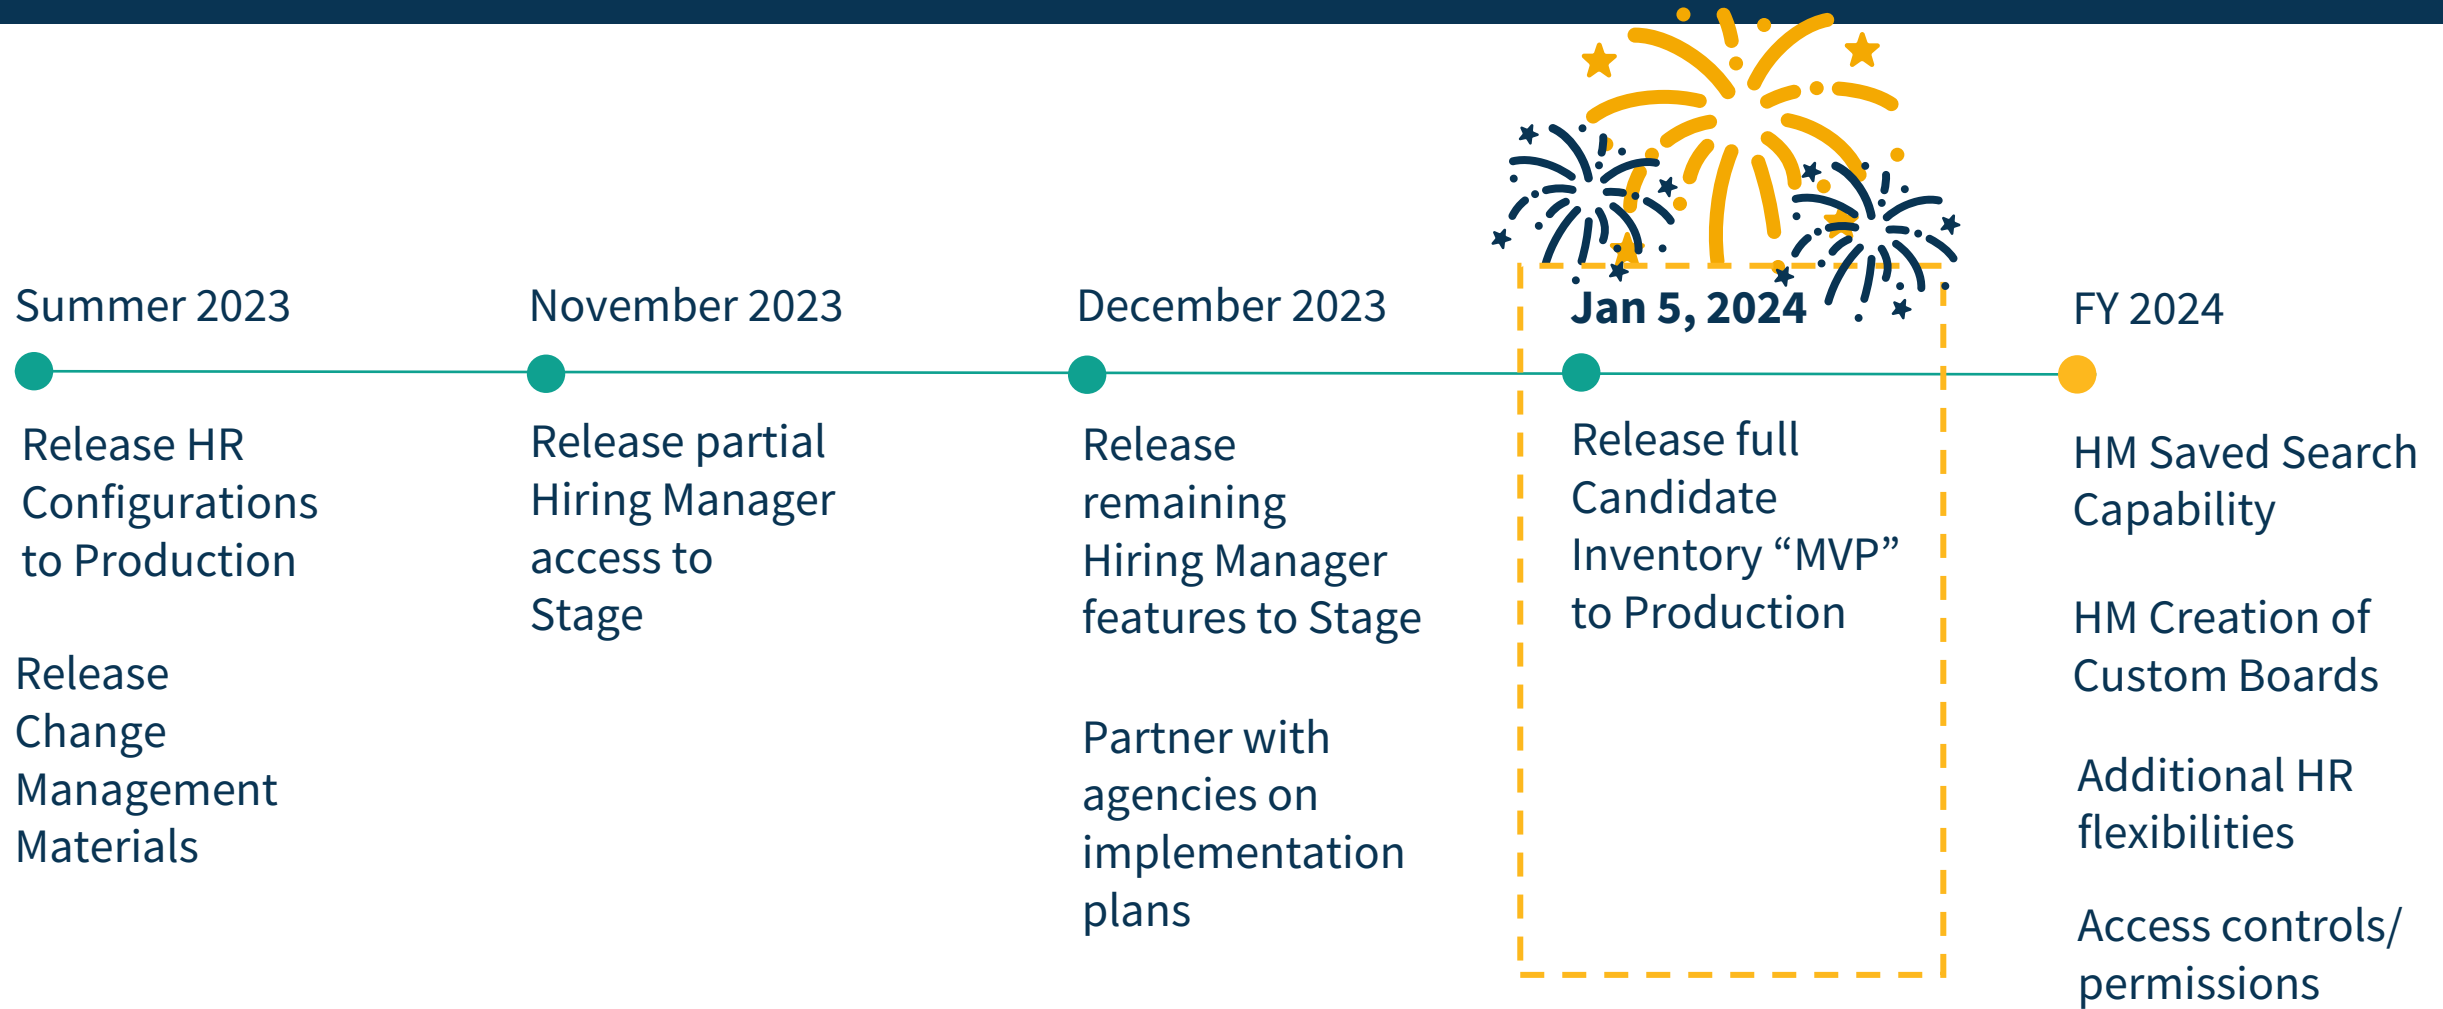 Summer 2023
Release HR
Configurations
to Production
Release
Change
Management
Materials
November 2023
Release partial
Hiring Manager
access to
Stage
December 2023
Release
remaining
Hiring Manager
features to Stage
Partner with
agencies on
implementation
plans
Jan 5, 2024
Release full
Candidate
Inventory “MVP”
to Production
FY 2024
HM Saved Search
Capability
HM Creation of
Custom Boards
Additional HR
flexibilities
Access controls/
permissions